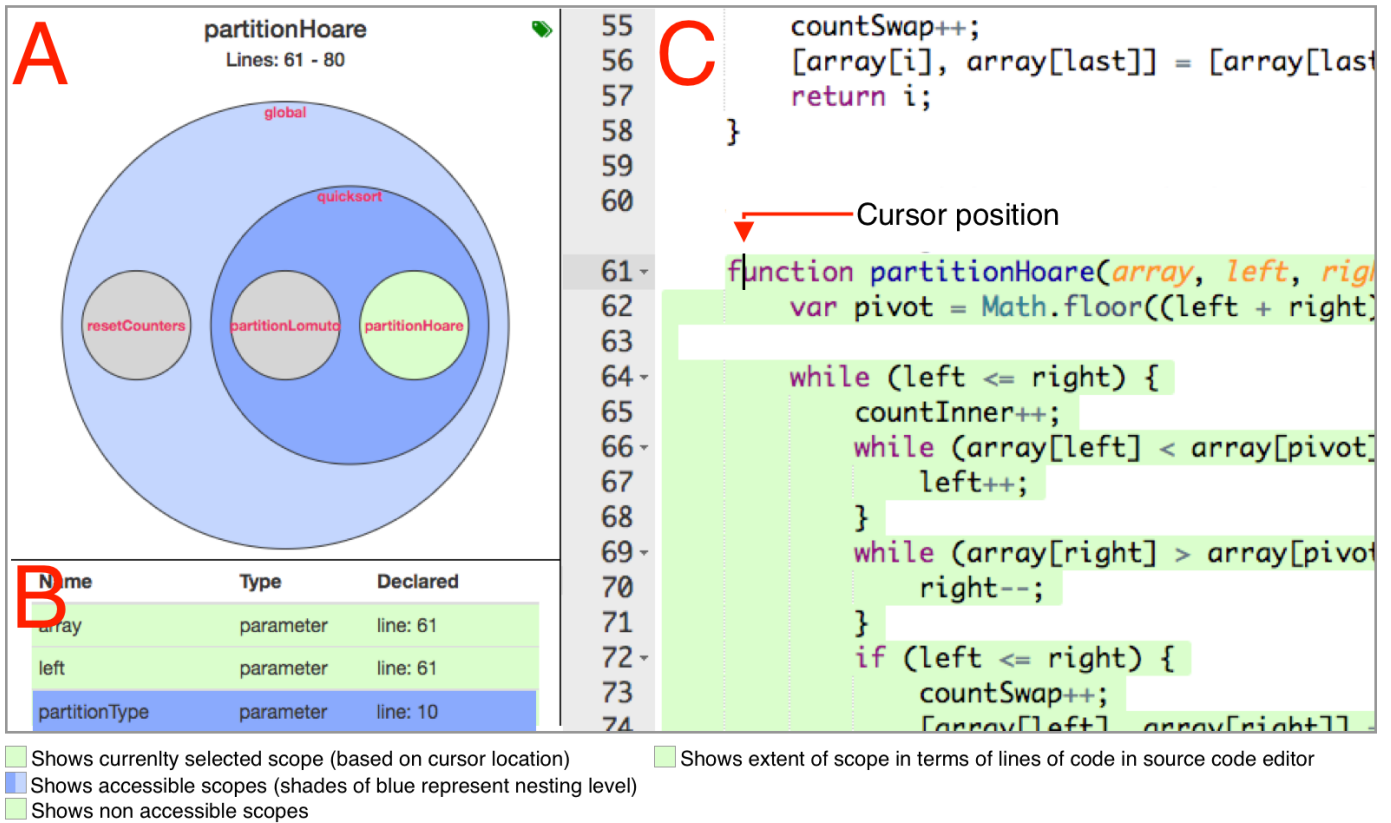 A
partitionHoare
Lines: 61 - 80
global
quicksort
resetCounters
partitionLomuto
partitionHoare
B
Name Type Declared
array parameter line: 61
left parameter line: 61
partitionType parameter line: 10
C
55 countSwap++;
56 [array[i], array[last]] = [array[last
57 return i;
58 }
59
60
Cursor position
61 function partitionHoare(array, left, righ
62 var pivot = Math.floor((left + right)
63
64 while (left <= right) {
65 countInner++;
66 while (array[left] < array[pivot]
67 left++;
68 }
69 while (array[right] > array[pivot
70 right--;
71 }
72 if (left <= right) {
73 countSwap++;
74 [array[left], array[right]] =
Shows currenlty selected scope (based on cursor location)
Shows accessible scopes (shades of blue represent nesting level)
Shows non accessible scopes
Shows extent of scope in terms of lines of code in source code editor